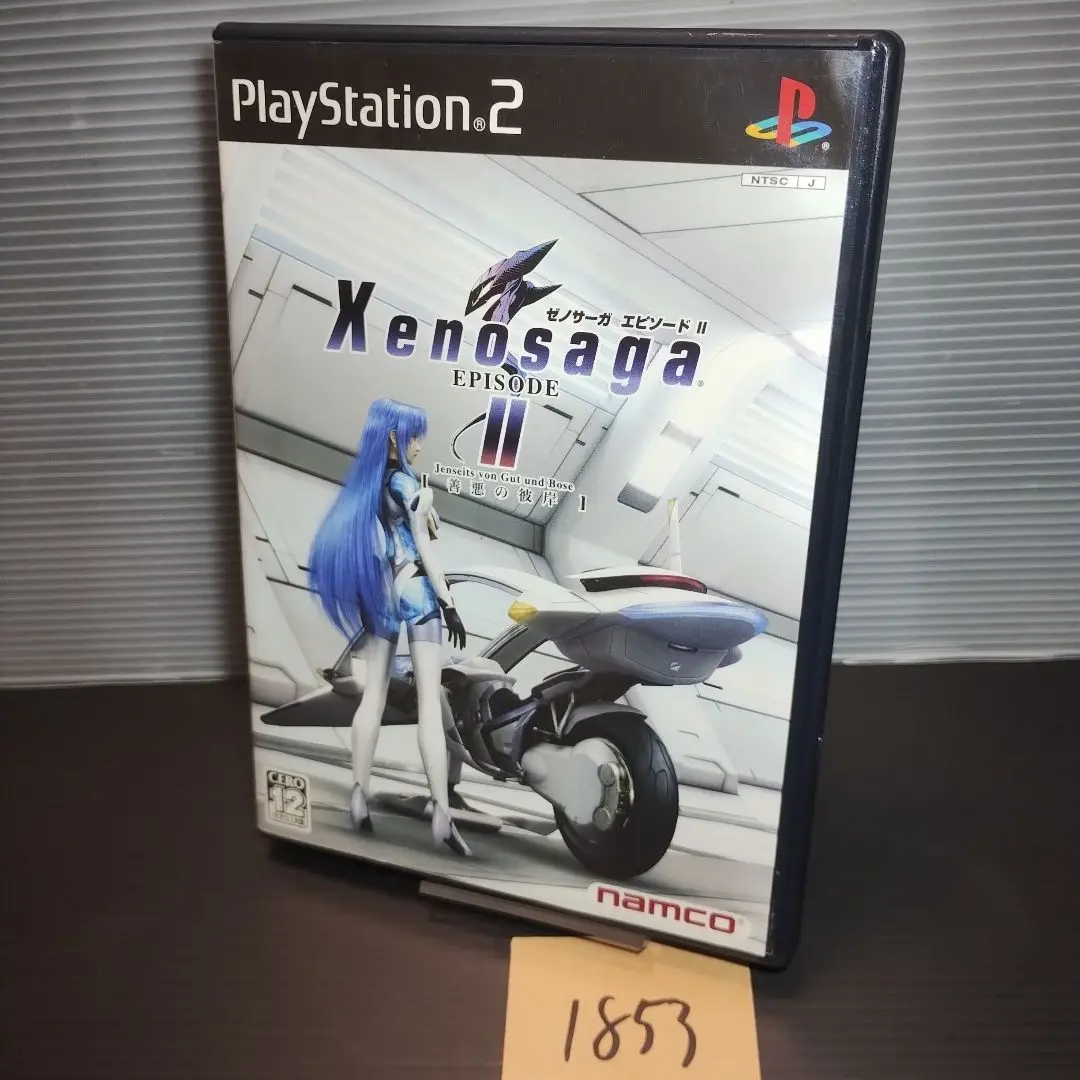 PlayStation®2
NTSC J
ゼノサーガ エピソード II
Xenosaga®
EPISODE
II
Jenseits von Gut und Bose
[善悪の彼岸]
CERO
12
namco®
1853